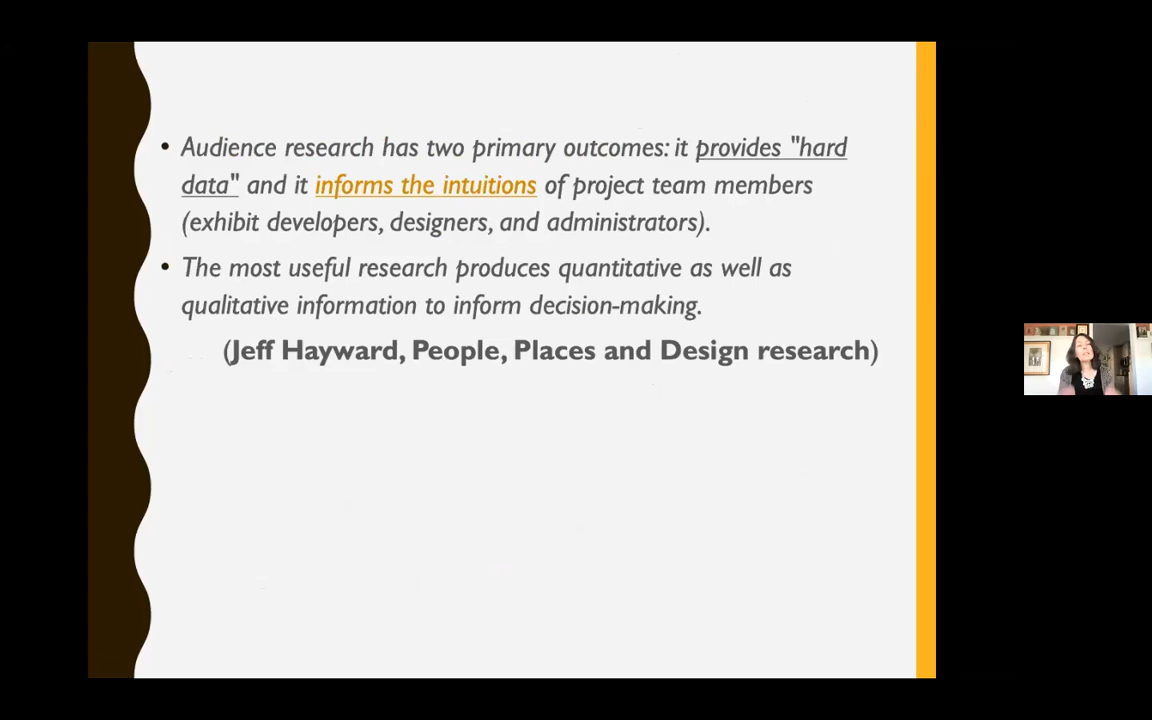 • Audience research has two primary outcomes: it provides "hard
data" and it informs the intuitions of project team members
(exhibit developers, designers, and administrators).
• The most useful research produces quantitative as well as
qualitative information to inform decision-making.
(Jeff Hayward, People, Places and Design research)